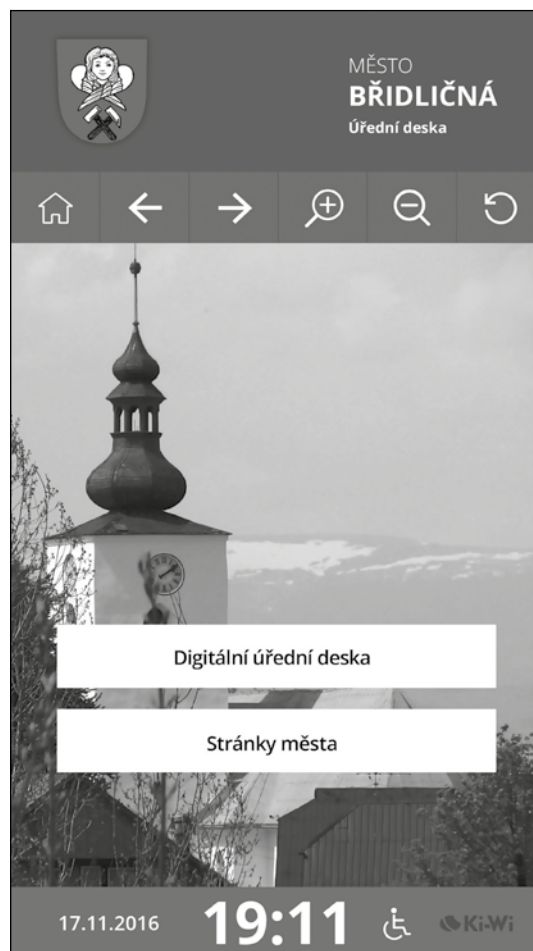 MĚSTO
BŘIDLIČNÁ
Úřední deska
Digitální úřední deska
Stránky města
17.11.2016 19:11 Ki-Wi